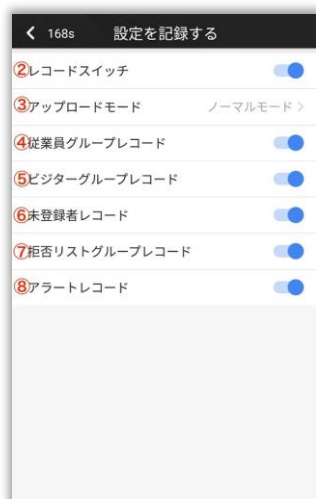 168s 設定を記録する
②レコードスイッチ
③アップロードモード ノーマルモード
④従業員グループレコード
⑤ビジターグループレコード
⑥未登録者レコード
⑦拒否リストグループレコード
⑧アラートレコード